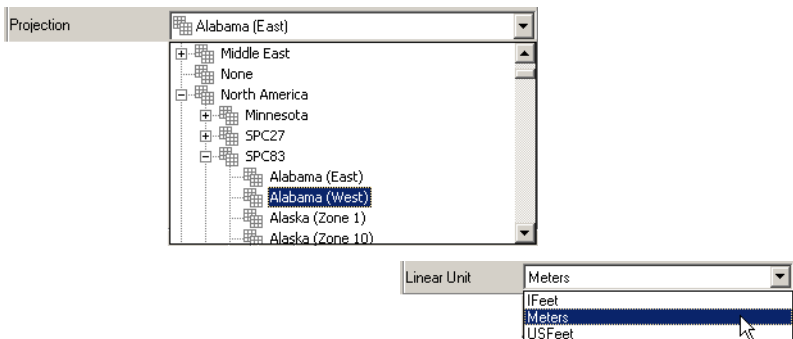 Projection
Alabama (East)
Middle East
None
North America
Minnesota
SPC27
SPC83
Alabama (East)
Alabama (West)
Alaska (Zone 1)
Alaska (Zone 10)
Linear Unit
Meters
IFeet
Meters
USFeet